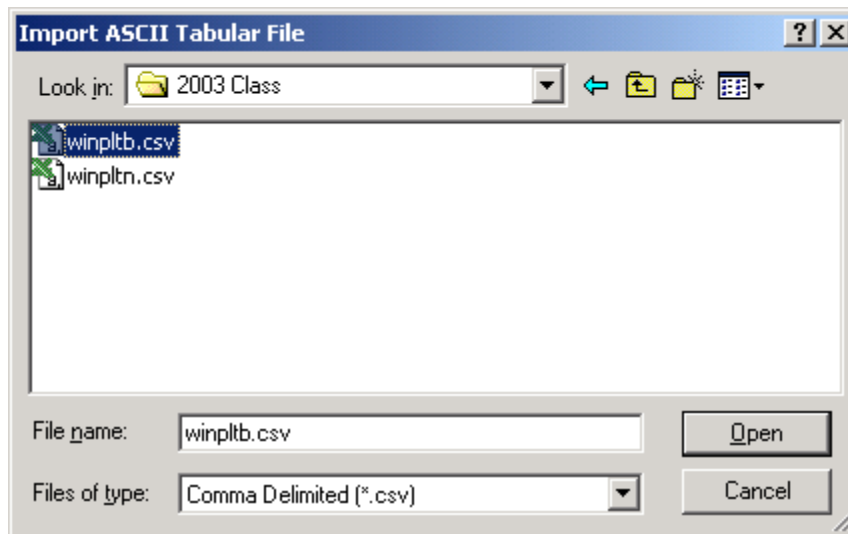 Import ASCII Tabular File
Look in: 2003 Class
winpltb.csv
winpltn.csv
File name: winpltb.csv Open
Files of type: Comma Delimited (*.csv) Cancel